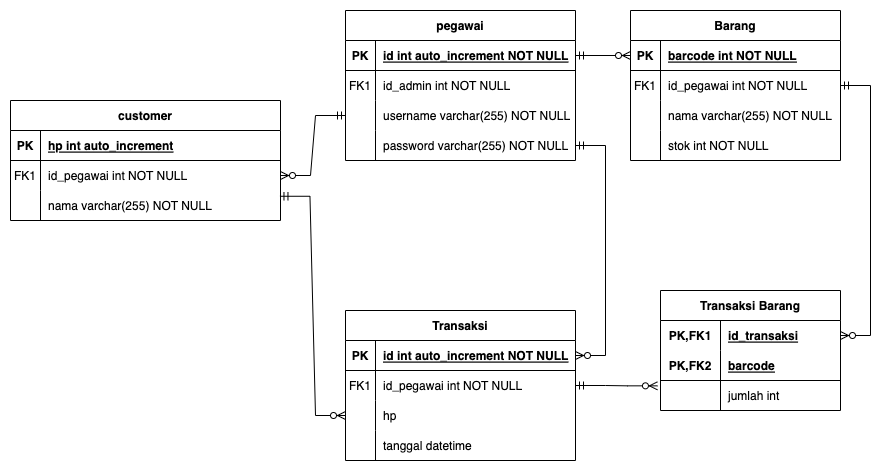 pegawai
PK id int auto_increment NOT NULL
FK1 id_admin int NOT NULL
username varchar(255) NOT NULL
password varchar(255) NOT NULL
Barang
PK barcode int NOT NULL
FK1 id_pegawai int NOT NULL
nama varchar(255) NOT NULL
stok int NOT NULL
customer
PK hp int auto_increment
FK1 id_pegawai int NOT NULL
nama varchar(255) NOT NULL
Transaksi
PK id int auto_increment NOT NULL
FK1 id_pegawai int NOT NULL
hp
tanggal datetime
Transaksi Barang
PK,FK1 id_transaksi
PK,FK2 barcode
jumlah int